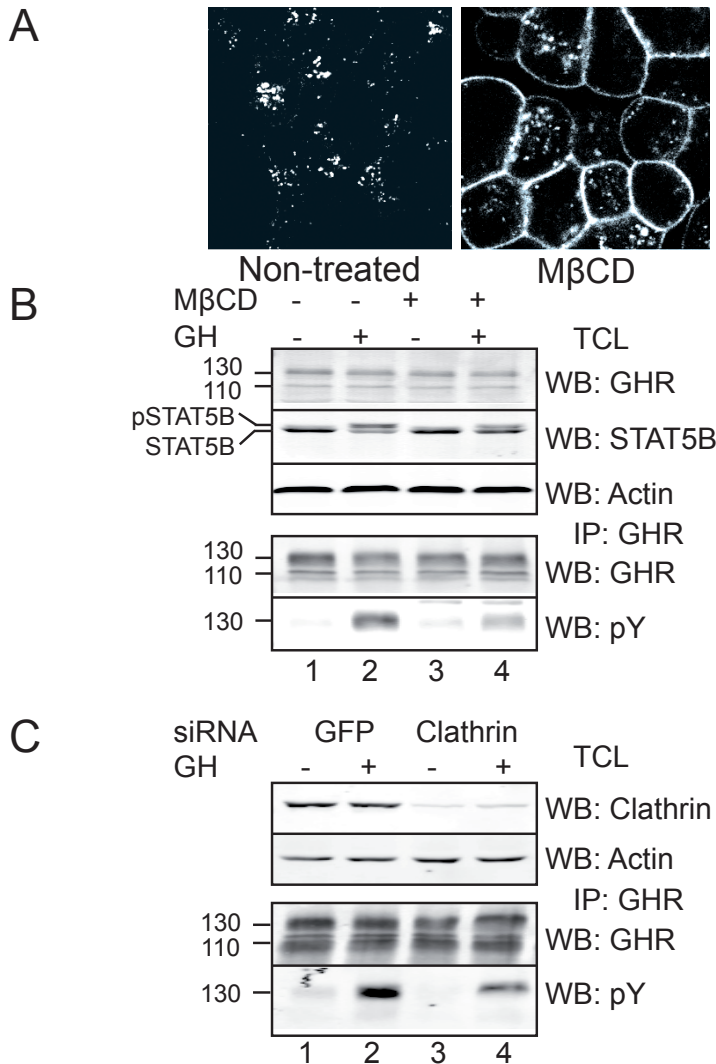 A
Non-treated MβCD
B
MβCD - - + +
GH - + - + TCL
130
110
WB: GHR
pSTAT5B
STAT5B
WB: STAT5B
WB: Actin
IP: GHR
130
110
WB: GHR
130
WB: pY
1 2 3 4
C
siRNA GFP Clathrin
GH - + - + TCL
WB: Clathrin
WB: Actin
IP: GHR
130
110
WB: GHR
130
WB: pY
1 2 3 4